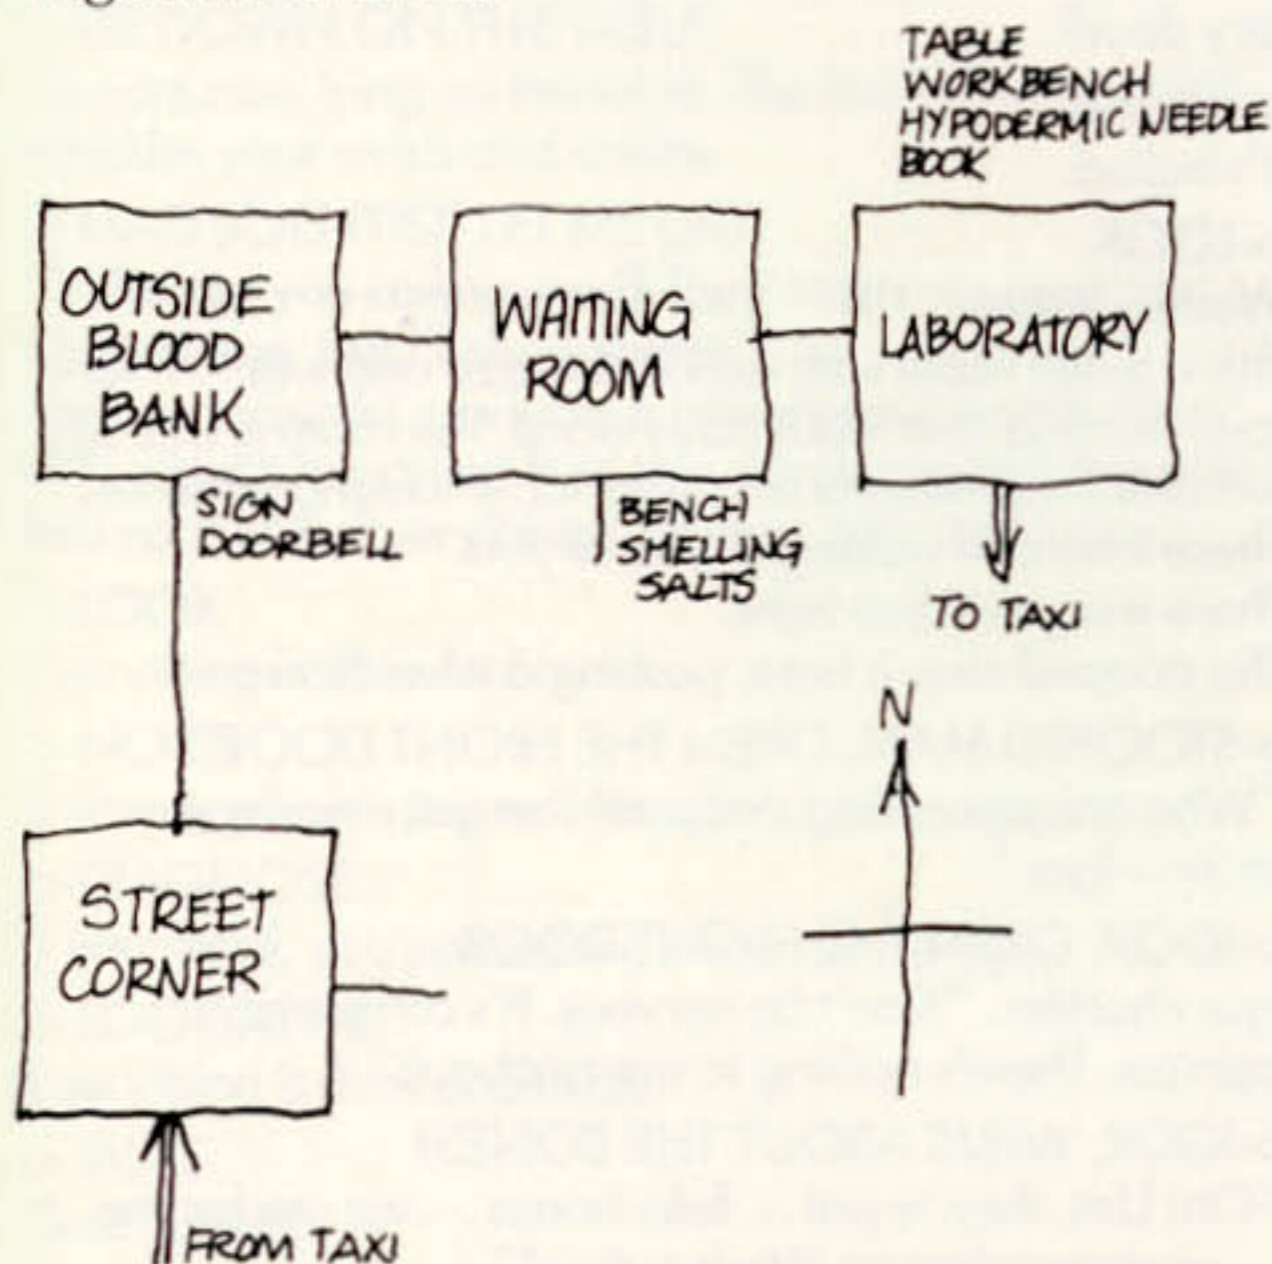 TABLE
WORKBENCH
HYPODERMIC NEEDLE
BOOK
OUTSIDE
BLOOD
BANK
WAITING
ROOM
LABORATORY
SIGN
DOORBELL
BENCH
SMELLING
SALTS
TO TAXI
N
STREET
CORNER
FROM TAXI